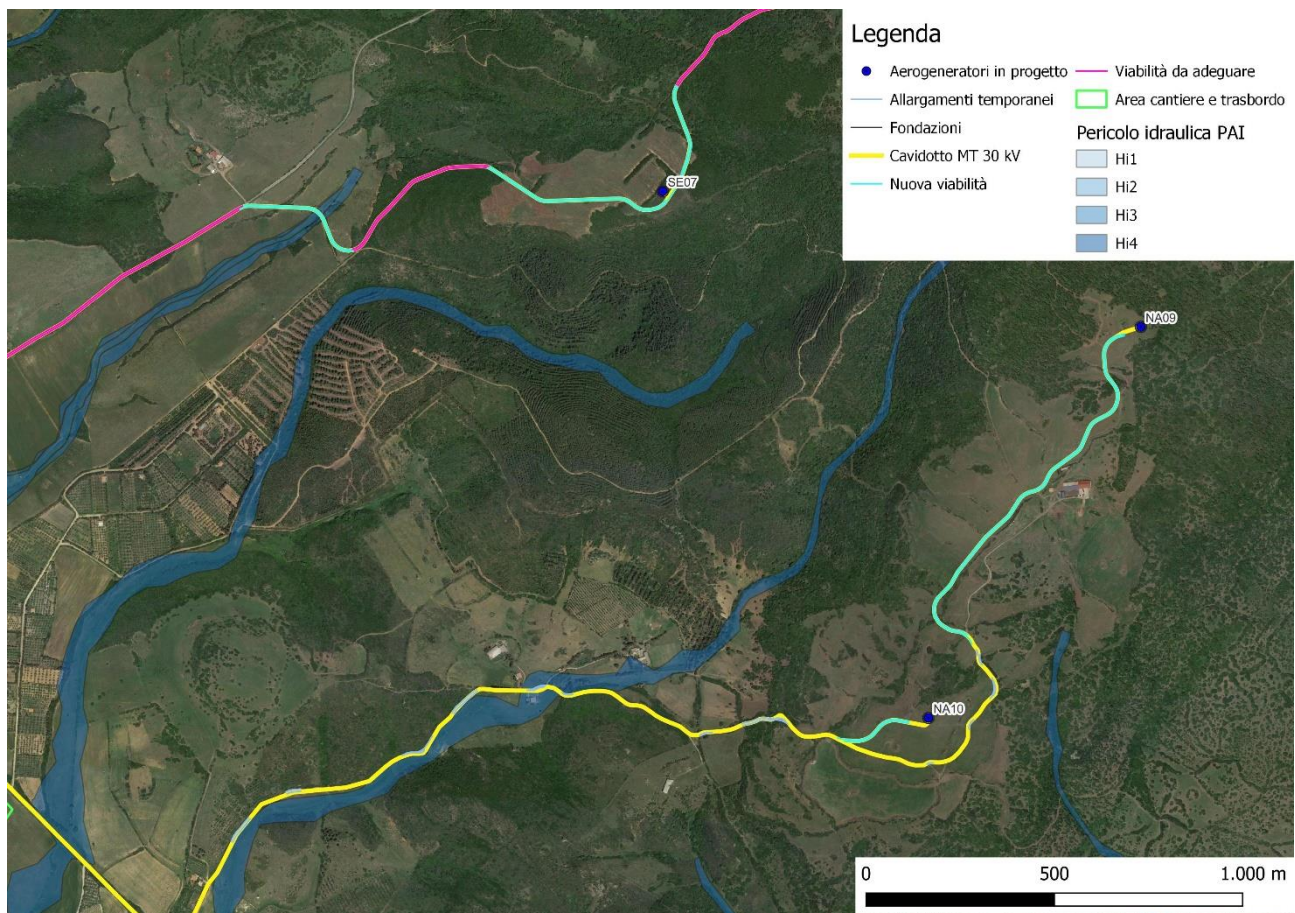 Legenda
Aerogeneratori in progetto
Allargamenti temporanei
Fondazioni
Cavidotto MT 30 kV
Nuova viabilità
Viabilità da adeguare
Area cantiere e trasbordo
Pericolo idraulica PAI
Hi1
Hi2
Hi3
Hi4
SE07
NA09
NA10
0 500 1.000 m